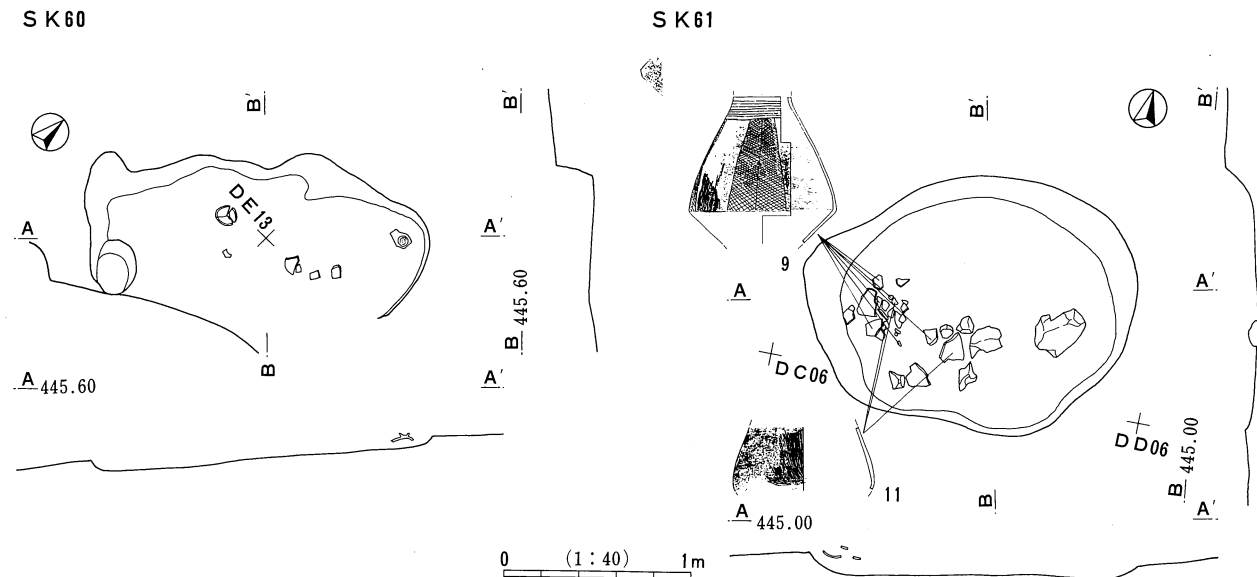 SK60
B'
B'
DE13
A
A'
B 445.60
B
A 445.60
A'
SK61
B'
B'
9
A
A'
DC06
DD06
B 445.00
11
B
A 445.00
A'
0 (1:40) 1m